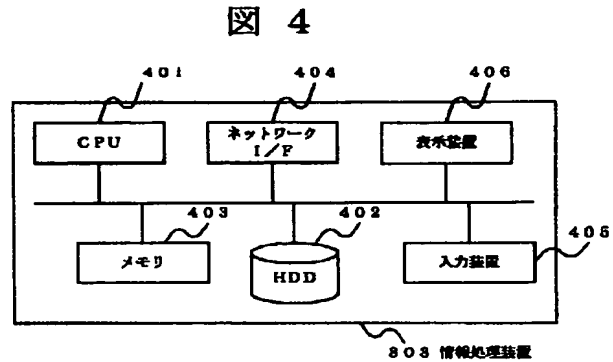 図 4
401
404
406
CPU
ネットワーク
I/F
表示装置
403
402
405
メモリ
HDD
入力装置
303 情報処理装置